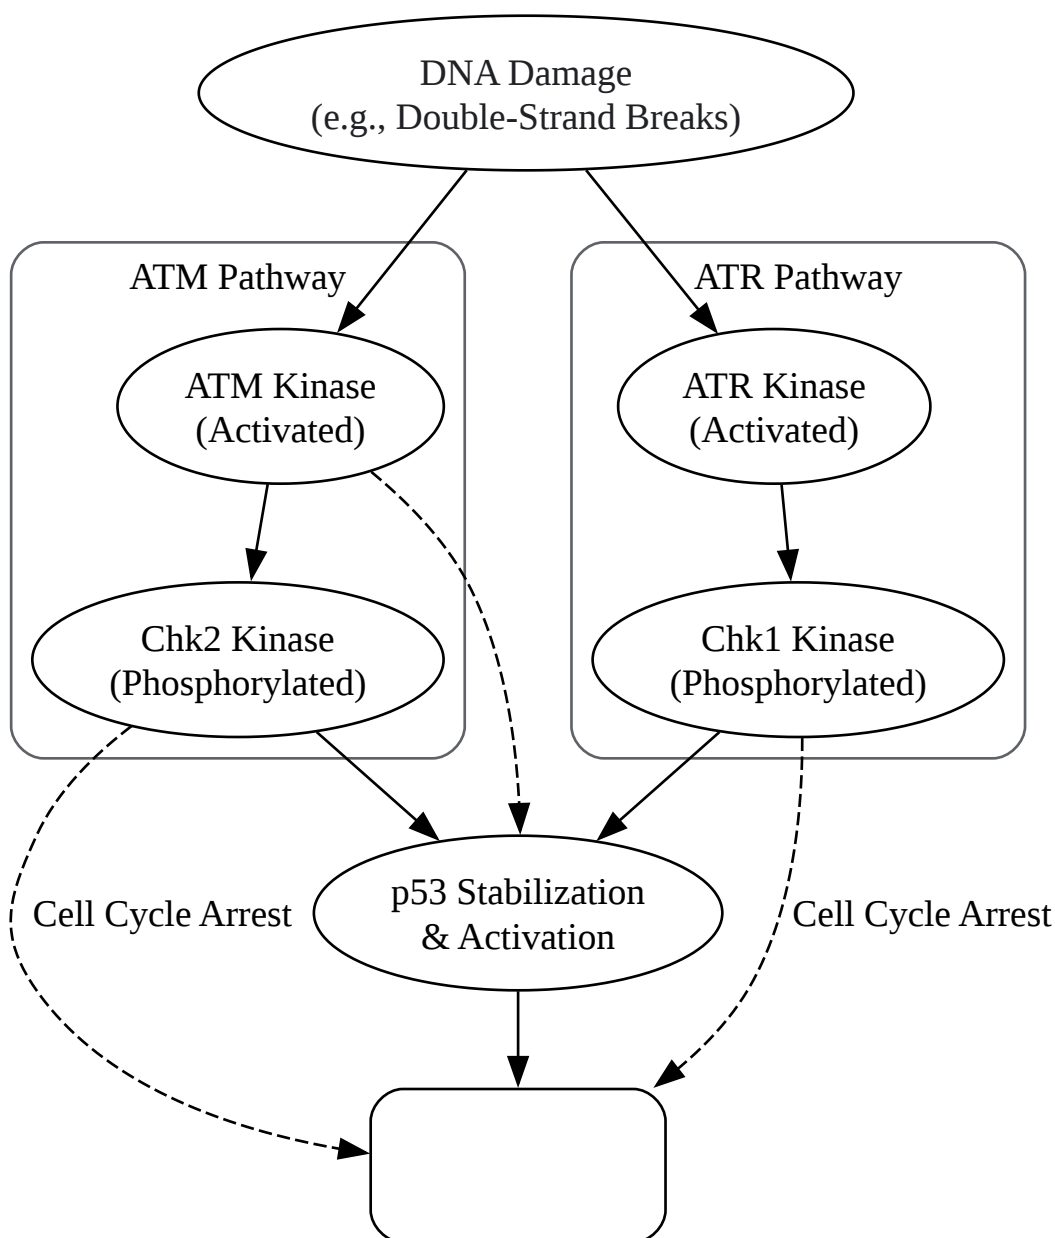 DNA Damage
(e.g., Double-Strand Breaks)
ATM Pathway
ATR Pathway
ATM Kinase
(Activated)
ATR Kinase
(Activated)
Chk2 Kinase
(Phosphorylated)
Chk1 Kinase
(Phosphorylated)
Cell Cycle Arrest
p53 Stabilization
& Activation
Cell Cycle Arrest